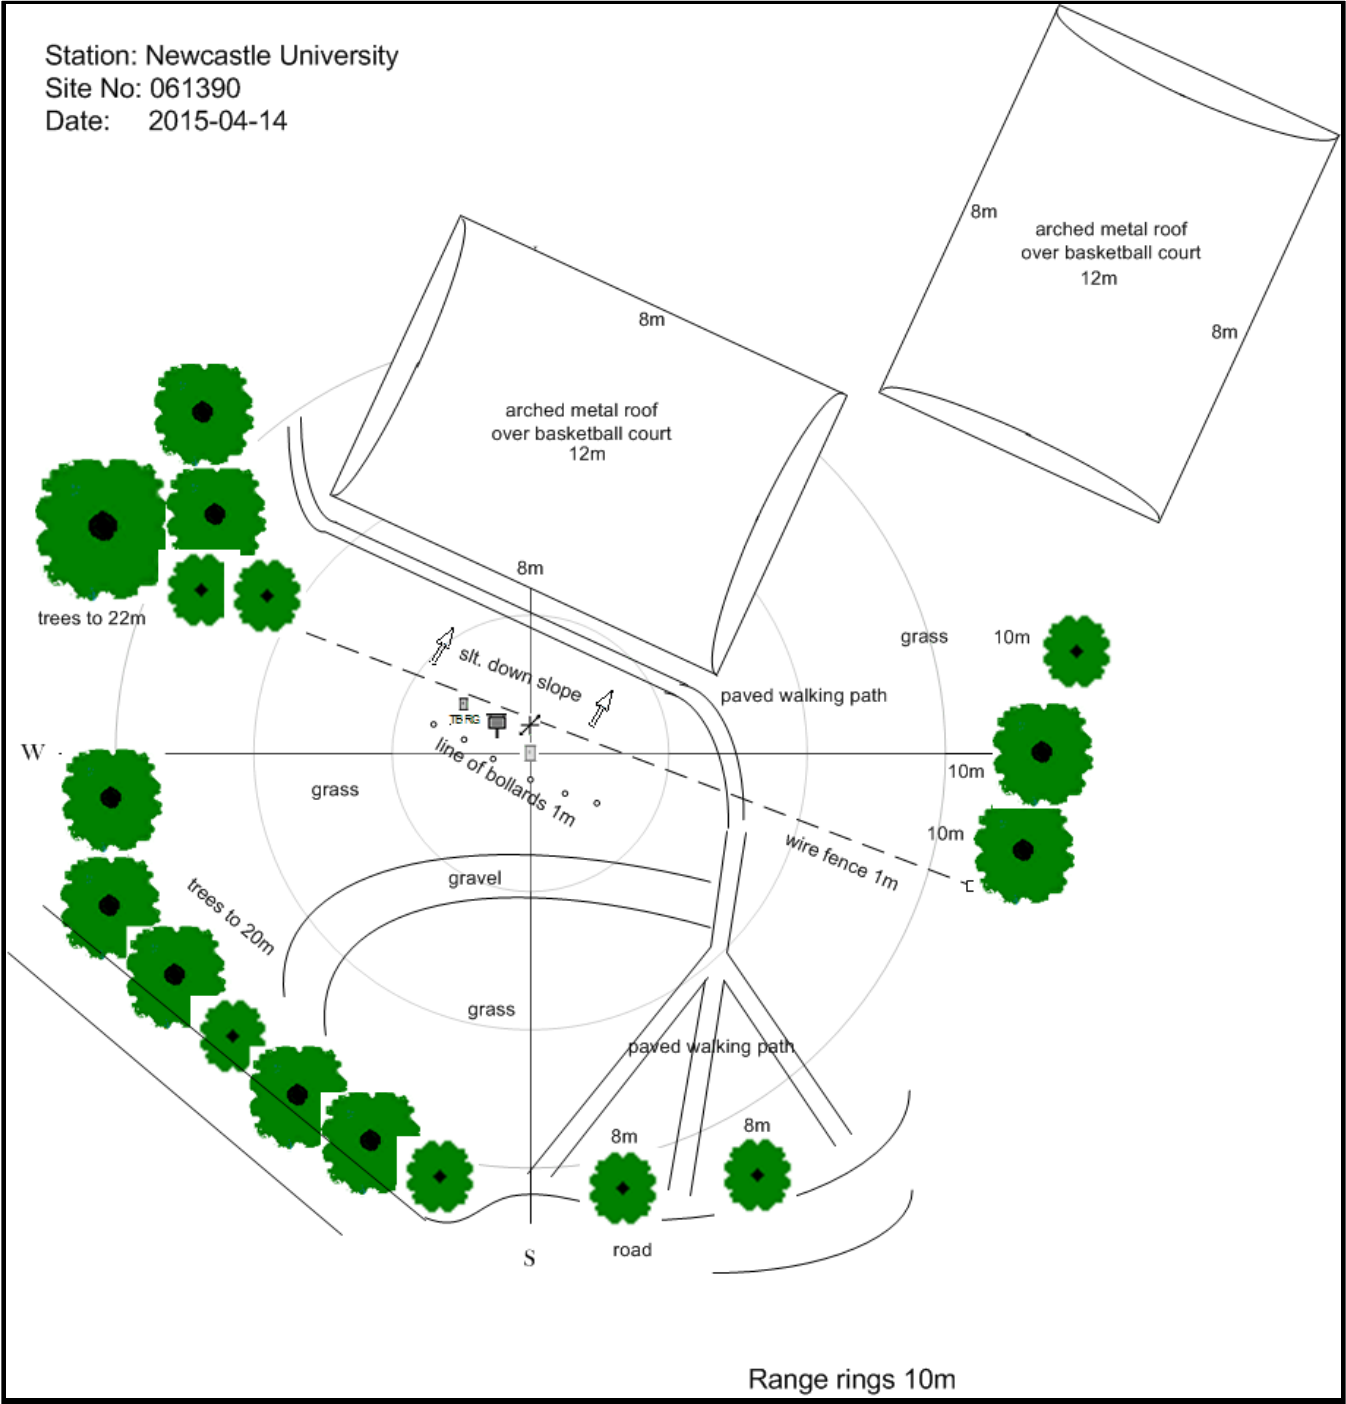 Station: Newcastle University
Site No: 061390
Date: 2015-04-14
8m
arched metal roof
over basketball court
12m
8m
8m
arched metal roof
over basketball court
12m
8m
trees to 22m
grass
10m
slt. down slope
paved walking path
TB RG
W
line of bollards 1m
10m
grass
10m
wire fence 1m
gravel
trees to 20m
grass
paved walking path
8m
8m
road
S
Range rings 10m